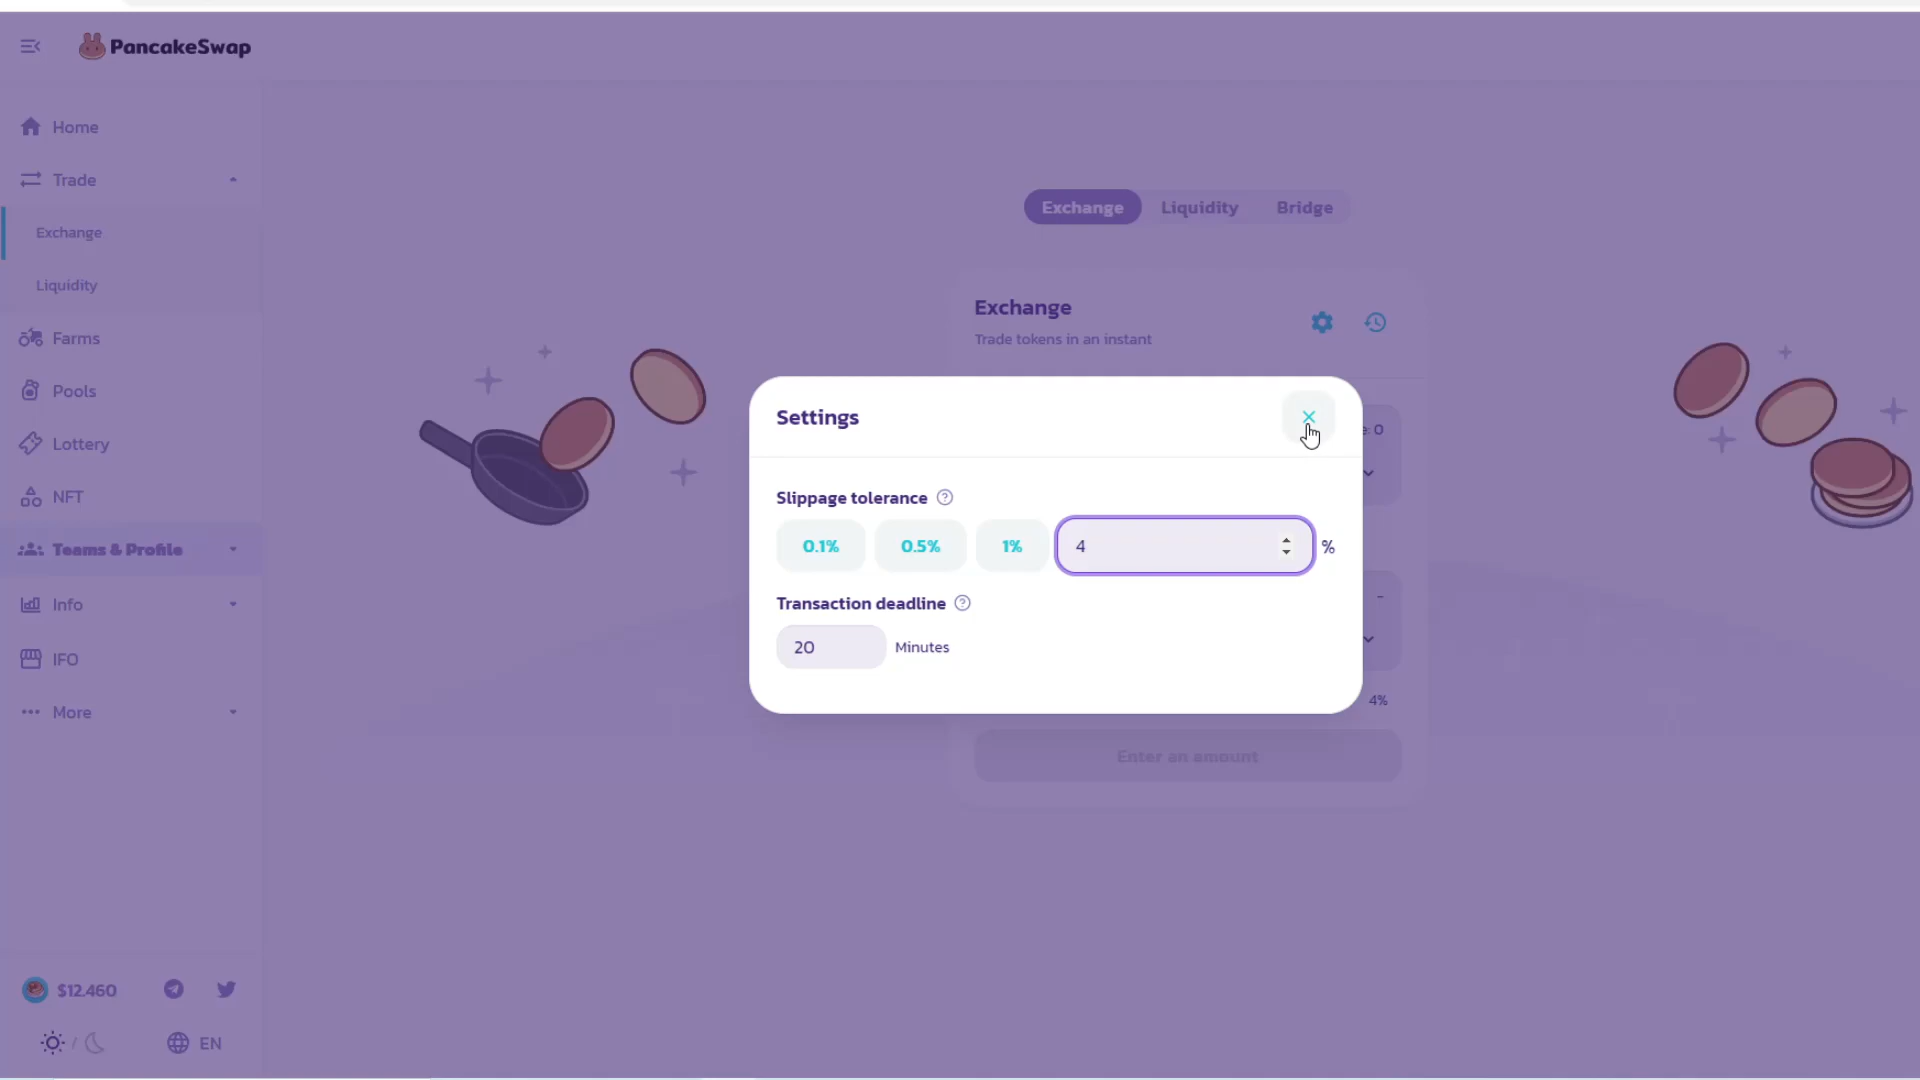 PancakeSwap
Home
Trade
Exchange
Liquidity
Farms
Pools
Lottery
NFT
Teams & Profile
Info
IFO
More
$12.460
/
EN
Exchange Liquidity Bridge
Exchange
Trade tokens in an instant
e: 0
Settings
Slippage tolerance ?
0.1% 0.5% 1% 4 %
Transaction deadline ?
20 Minutes
-
4%
Enter an amount